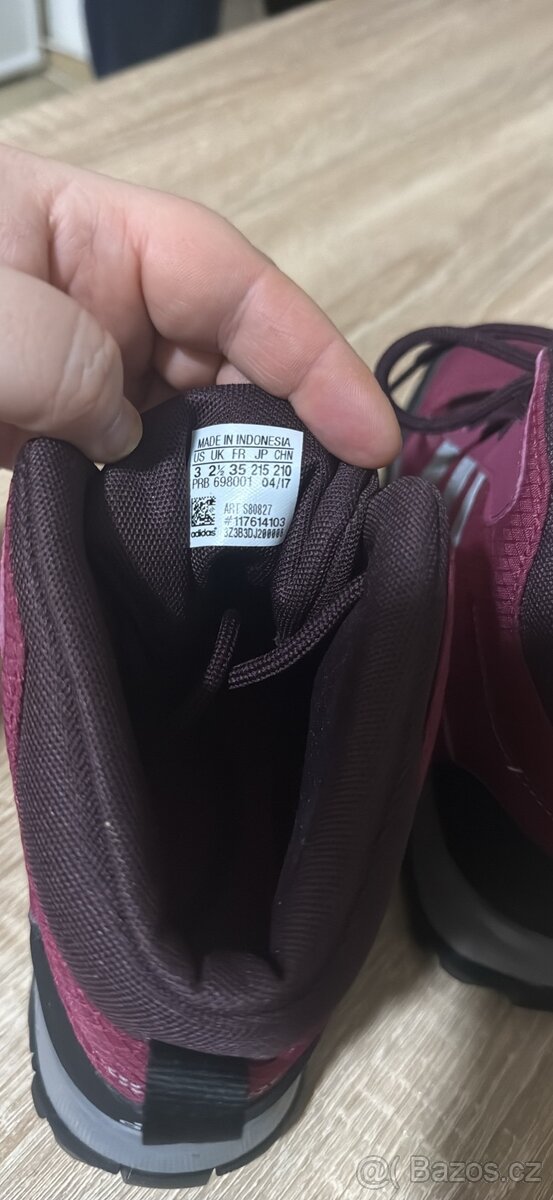 MADE IN INDONESIA
US UK FR JP CHN
3 2½ 35 215 210
PRB 698001 04/17
ART S80827
#117614103
adidas
@ Bazoš.cz